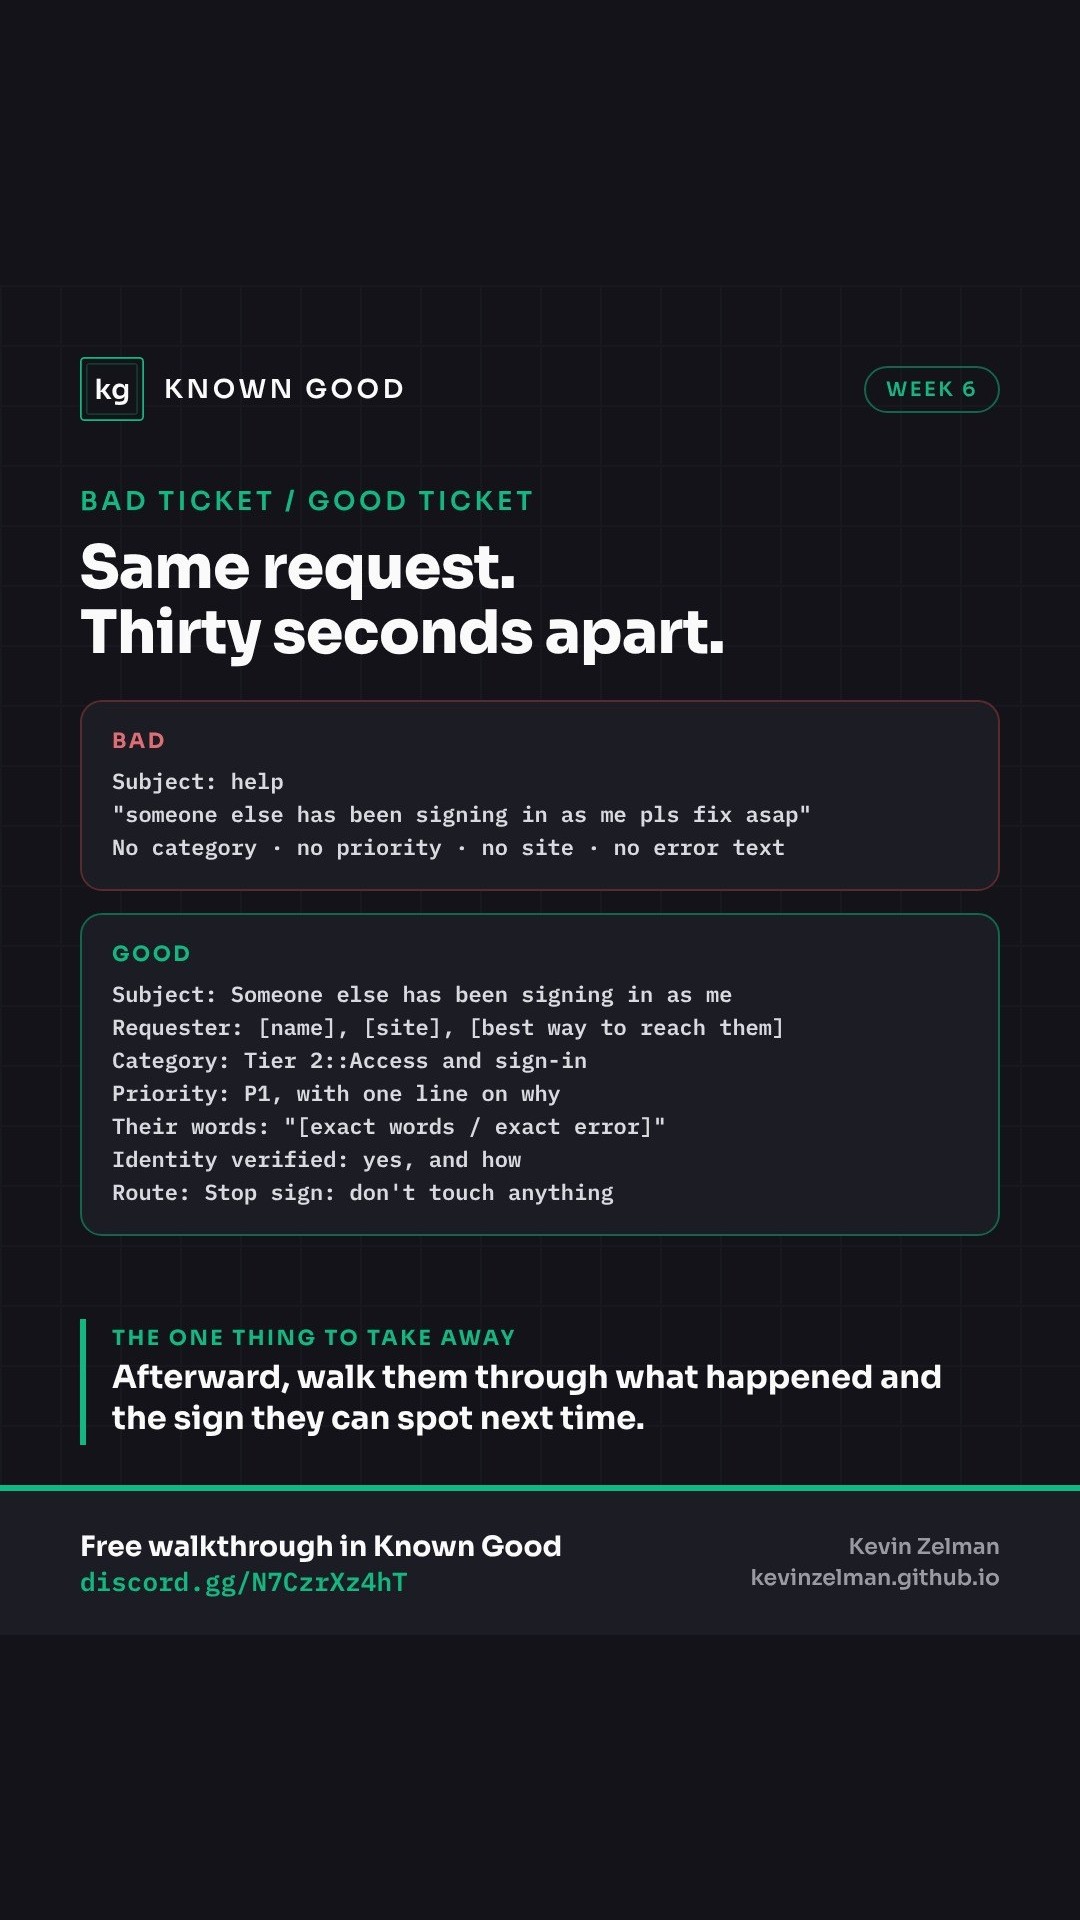 kg KNOWN GOOD
WEEK 6
BAD TICKET / GOOD TICKET
Same request.
Thirty seconds apart.
BAD
Subject: help
"someone else has been signing in as me pls fix asap"
No category · no priority · no site · no error text
GOOD
Subject: Someone else has been signing in as me
Requester: [name], [site], [best way to reach them]
Category: Tier 2::Access and sign-in
Priority: P1, with one line on why
Their words: "[exact words / exact error]"
Identity verified: yes, and how
Route: Stop sign: don't touch anything
THE ONE THING TO TAKE AWAY
Afterward, walk them through what happened and
the sign they can spot next time.
Free walkthrough in Known Good
discord.gg/N7CzrXz4hT
Kevin Zelman
kevinzelman.github.io